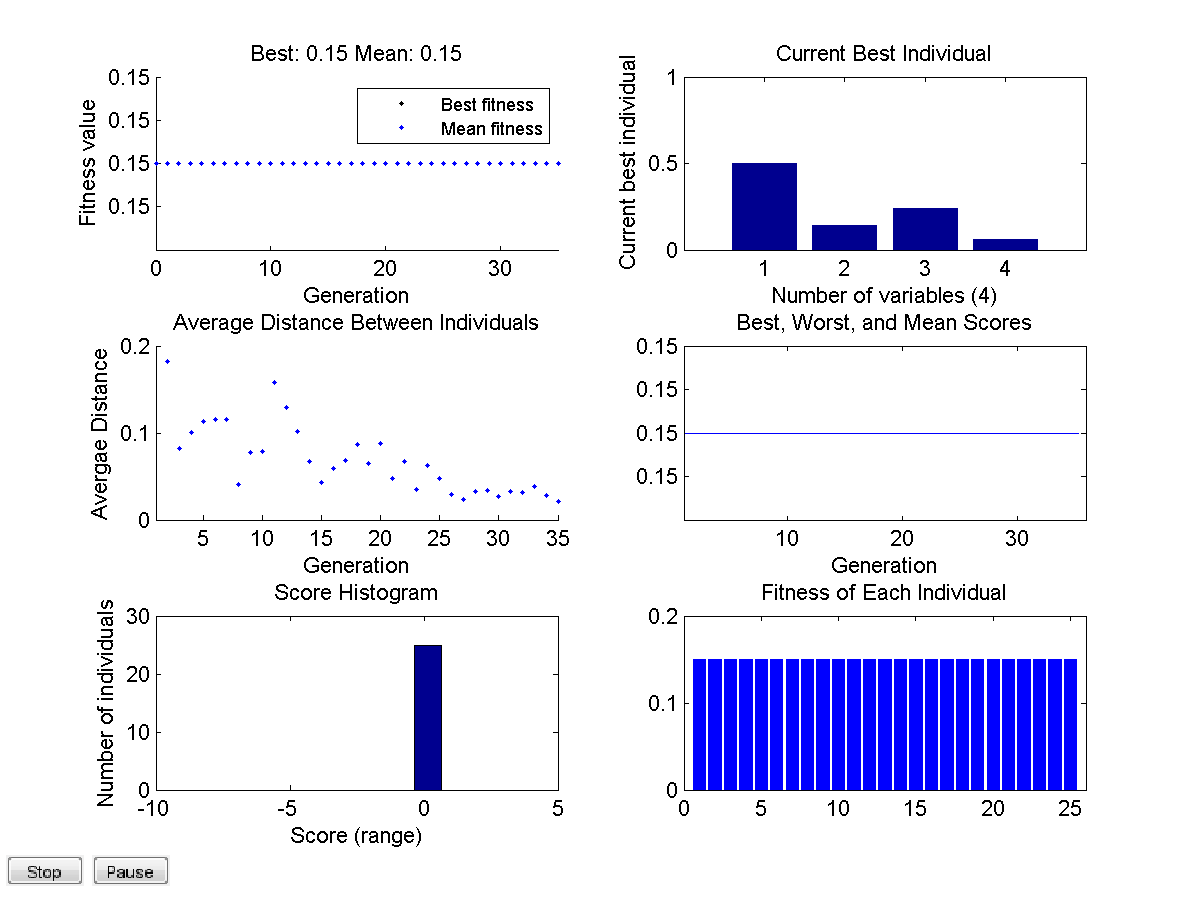 Best: 0.15 Mean: 0.15
Fitness value
0.15
0.15
0.15
0.15
Best fitness
Mean fitness
0 10 20 30
Generation
Current Best Individual
Current best individual
1
0.5
0
1 2 3 4
Number of variables (4)
Average Distance Between Individuals
Avergae Distance
0.2
0.1
0
5 10 15 20 25 30 35
Generation
Best, Worst, and Mean Scores
0.15
0.15
0.15
0.15
10 20 30
Generation
Score Histogram
Number of individuals
30
20
10
0
-10 -5 0 5
Score (range)
Fitness of Each Individual
0.2
0.1
0
0 5 10 15 20 25
Stop Pause